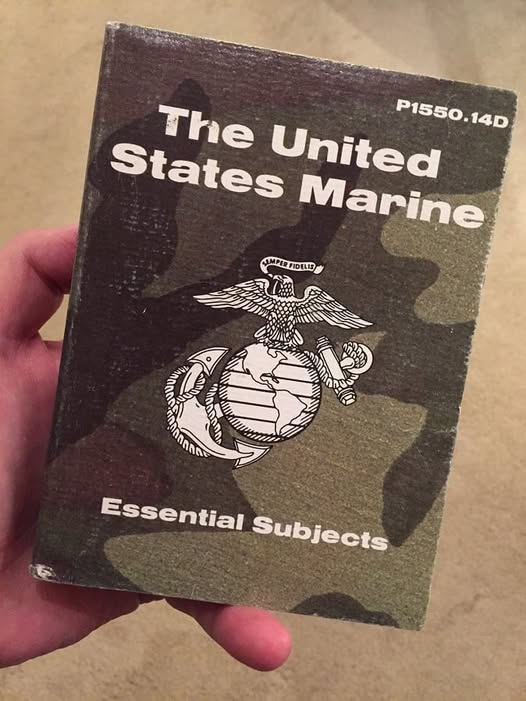 P1550.14D
The United
States Marine
SEMPER FIDELIS
Essential Subjects